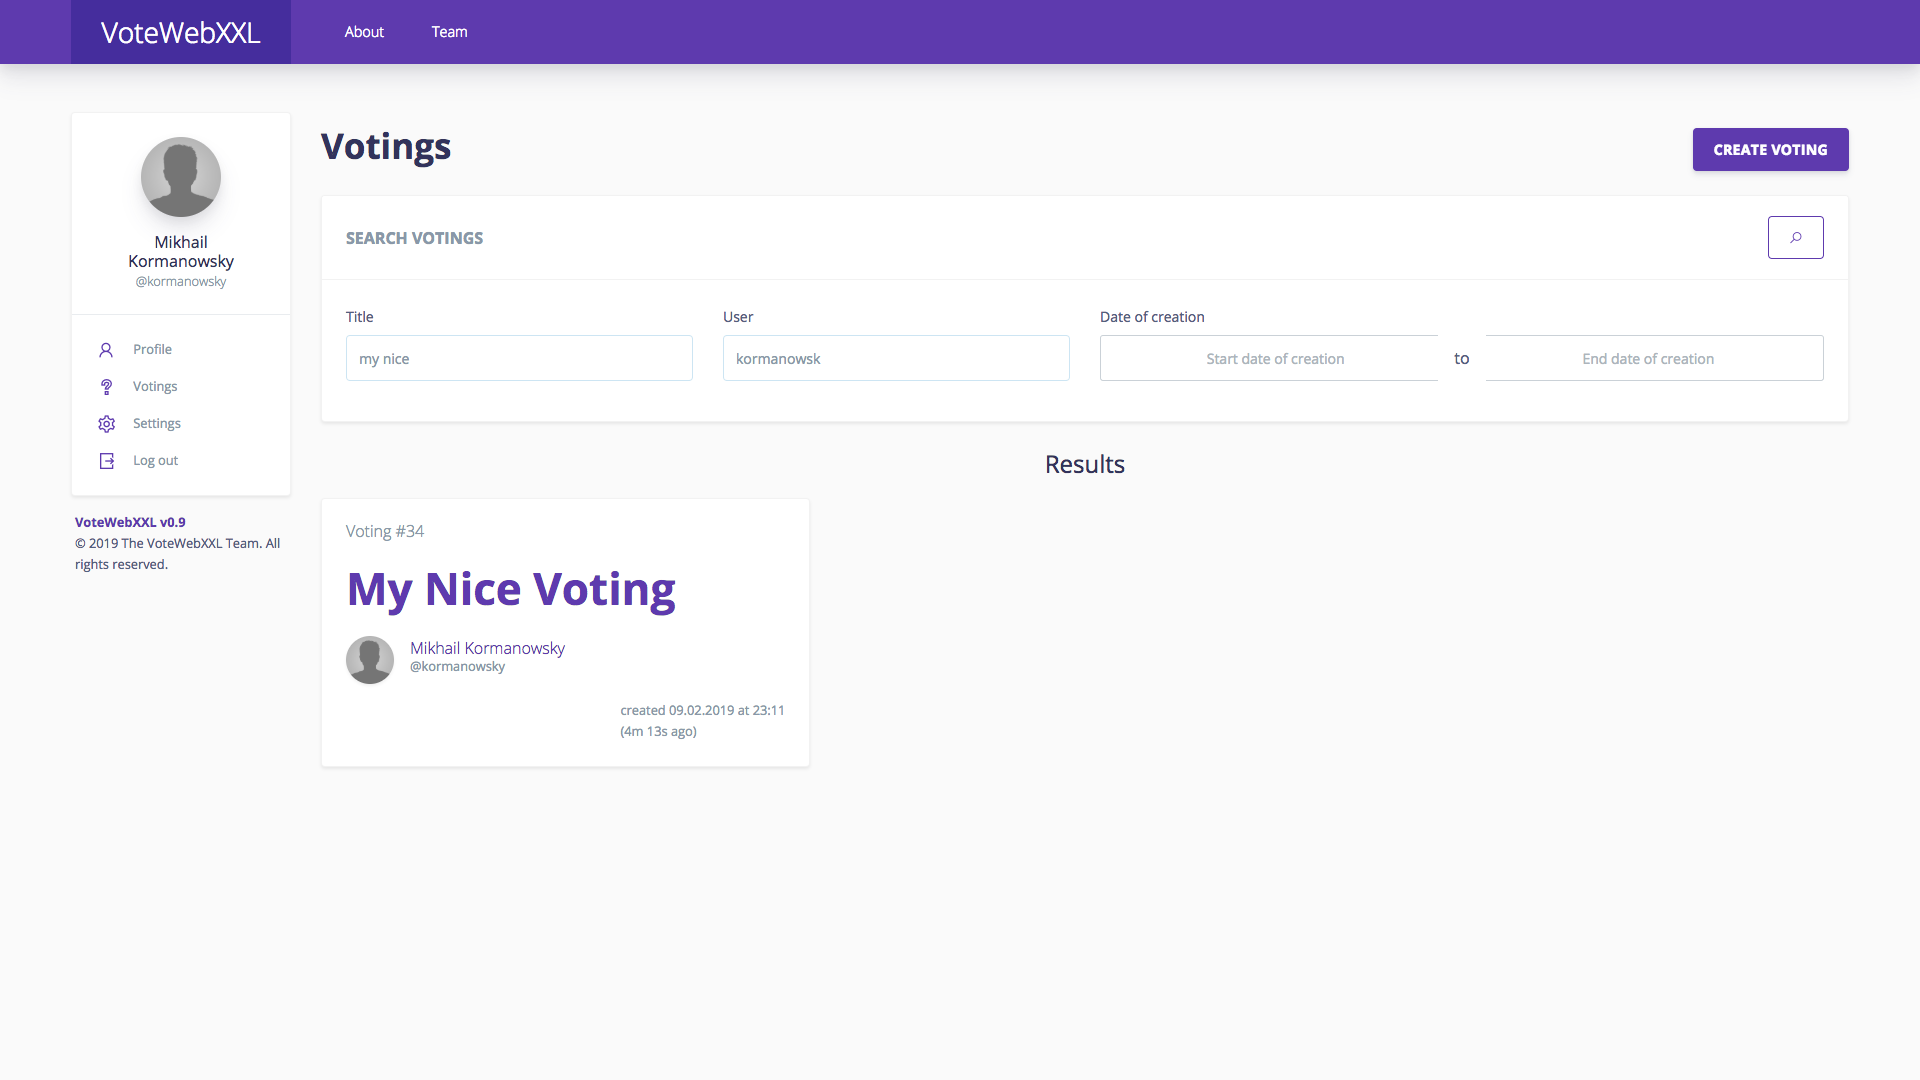 VoteWebXXL
About
Team
Mikhail
Kormanowsky
@kormanowsky
Profile
Votings
Settings
Log out
VoteWebXXL v0.9
© 2019 The VoteWebXXL Team. All
rights reserved.
Votings
CREATE VOTING
SEARCH VOTINGS
Title
my nice
User
kormanowsk
Date of creation
Start date of creation
to
End date of creation
Results
Voting #34
My Nice Voting
Mikhail Kormanowsky
@kormanowsky
created 09.02.2019 at 23:11
(4m 13s ago)